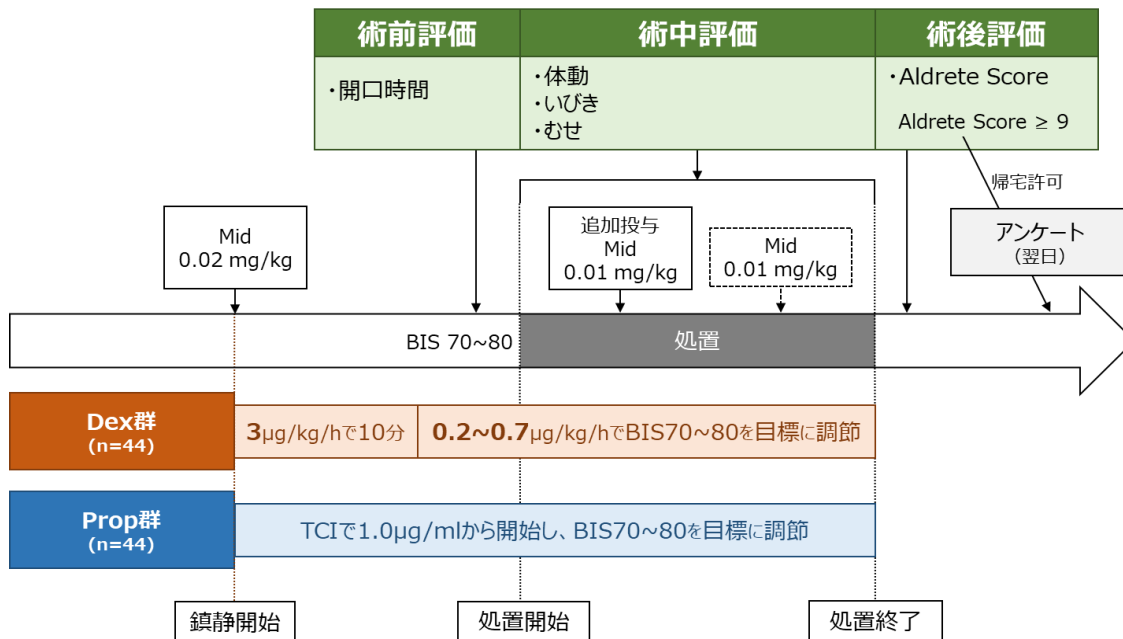 術前評価
術中評価
術後評価
・開口時間
・体動
・いびき
・むせ
・Aldrete Score
Aldrete Score ≥ 9
帰宅許可
Mid
0.02 mg/kg
追加投与
Mid
0.01 mg/kg
Mid
0.01 mg/kg
アンケート
(翌日)
BIS 70~80
処置
Dex群
(n=44)
3μg/kg/hで10分
0.2~0.7μg/kg/hでBIS70~80を目標に調節
Prop群
(n=44)
TCIで1.0μg/mlから開始し、BIS70~80を目標に調節
鎮静開始
処置開始
処置終了